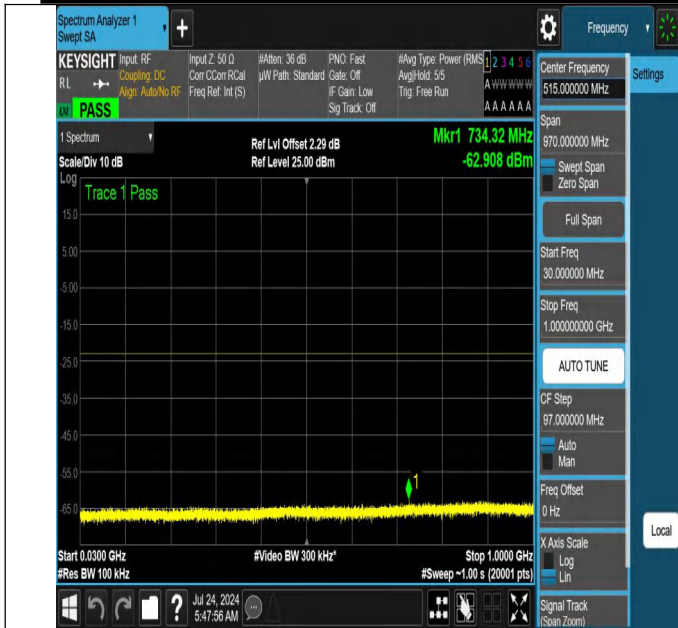 Spectrum Analyzer 1
Swept SA
+
Frequency
KEYSIGHT
RL
LXI
PASS
Input: RF
Coupling: DC
Align: Auto/No RF
Input Z: 50 Ω
Corr CCorr RCal
Freq Ref: Int (S)
#Atten: 36 dB
µW Path: Standard
PNO: Fast
Gate: Off
IF Gain: Low
Sig Track: Off
#Avg Type: Power (RMS
Avg|Hold: 5/5
Trig: Free Run
1 2 3 4 5 6
A W W W W W
A A A A A A
1 Spectrum
Scale/Div 10 dB
Log
Ref Lvl Offset 2.29 dB
Ref Level 25.00 dBm
Mkr1 734.32 MHz
-62.908 dBm
Trace 1 Pass
15.0
5.00
-5.00
-15.0
-25.0
-35.0
-45.0
-55.0
-65.0
1
Start 0.0300 GHz
#Res BW 100 kHz
#Video BW 300 kHz*
Stop 1.0000 GHz
#Sweep ~1.00 s (20001 pts)
?
Jul 24, 2024
5:47:56 AM
Center Frequency
515.000000 MHz
Span
970.000000 MHz
Swept Span
Zero Span
Full Span
Start Freq
30.000000 MHz
Stop Freq
1.000000000 GHz
AUTO TUNE
CF Step
97.000000 MHz
Auto
Man
Freq Offset
0 Hz
X Axis Scale
Log
Lin
Signal Track
(Span Zoom)
Settings
Local